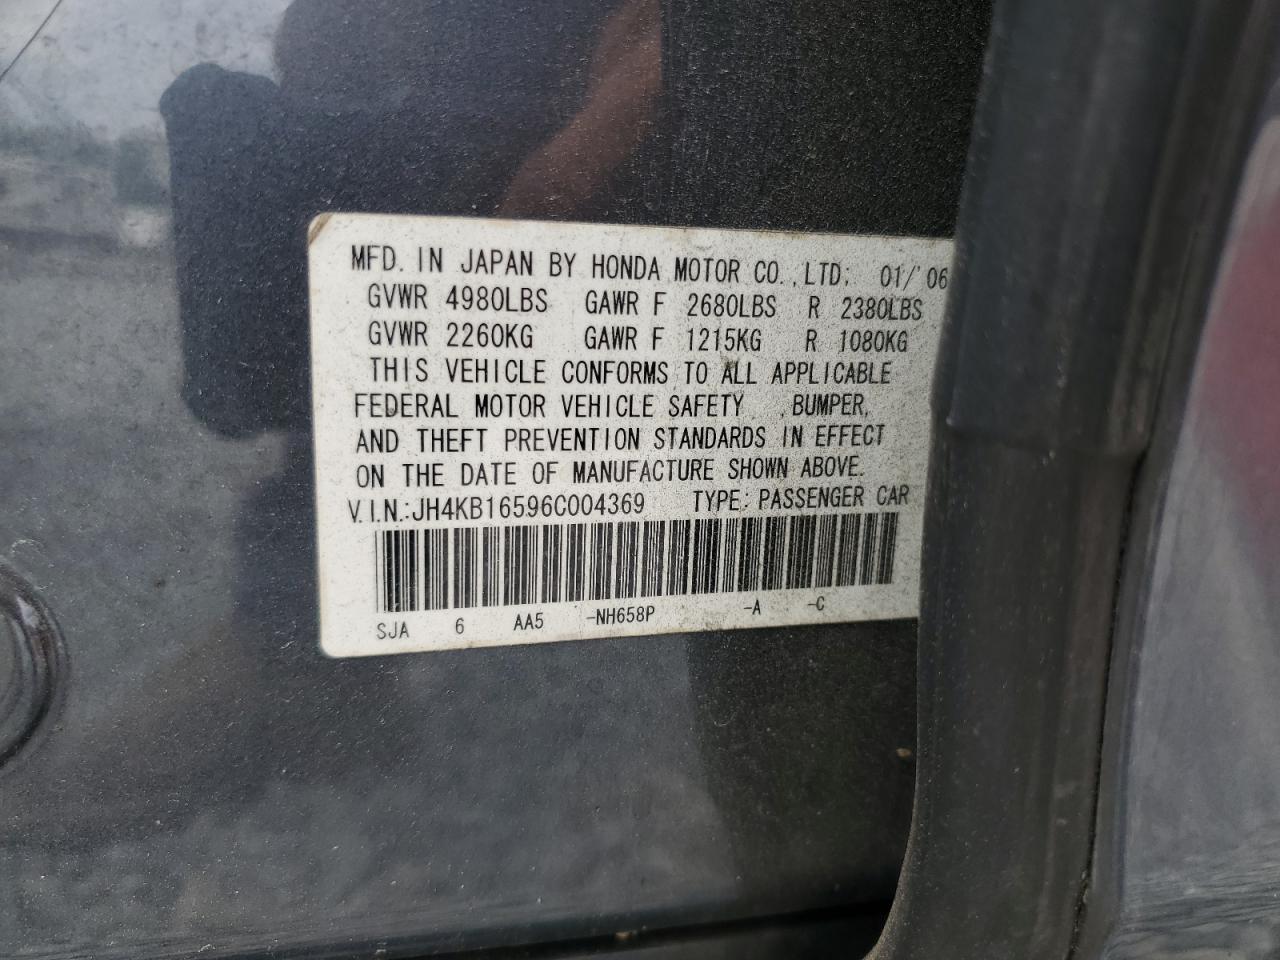 MFD. IN JAPAN BY HONDA MOTOR CO.,LTD; 01/'06
GVWR 4980LBS GAWR F 2680LBS R 2380LBS
GVWR 2260KG GAWR F 1215KG R 1080KG
THIS VEHICLE CONFORMS TO ALL APPLICABLE
FEDERAL MOTOR VEHICLE SAFETY , BUMPER,
AND THEFT PREVENTION STANDARDS IN EFFECT
ON THE DATE OF MANUFACTURE SHOWN ABOVE.
V.I.N.:JH4KB16596C004369 TYPE: PASSENGER CAR
SJA 6 AA5 -NH658P -A -C